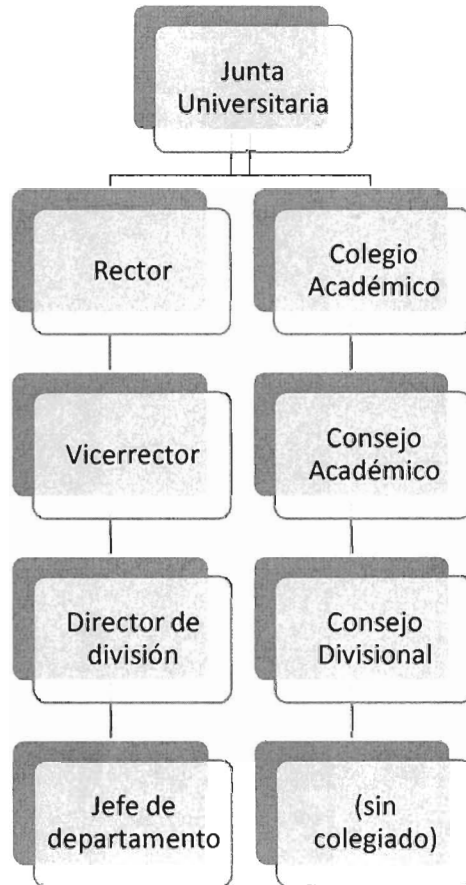 Junta
Universitaria
Rector
Colegio
Académico
Vicerrector
Consejo
Académico
Director de
división
Consejo
Divisional
Jefe de
departamento
(sin
colegiado)